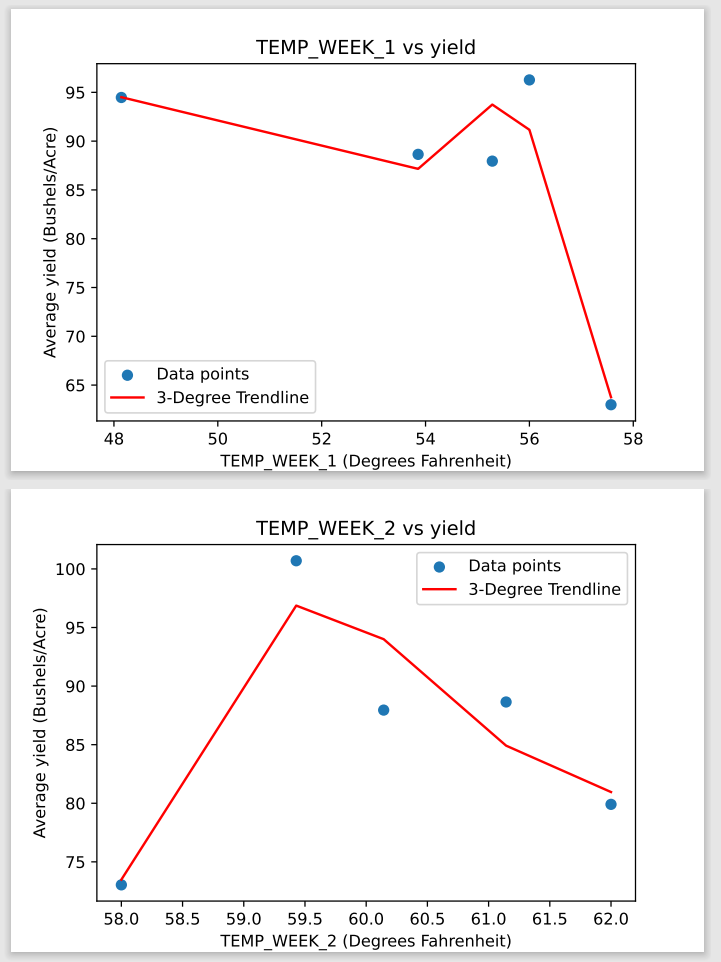 TEMP_WEEK_1 vs yield
Average yield (Bushels/Acre)
95
90
85
80
75
70
65
Data points
3-Degree Trendline
48 50 52 54 56 58
TEMP_WEEK_1 (Degrees Fahrenheit)
TEMP_WEEK_2 vs yield
Average yield (Bushels/Acre)
100
95
90
85
80
75
Data points
3-Degree Trendline
58.0 58.5 59.0 59.5 60.0 60.5 61.0 61.5 62.0
TEMP_WEEK_2 (Degrees Fahrenheit)